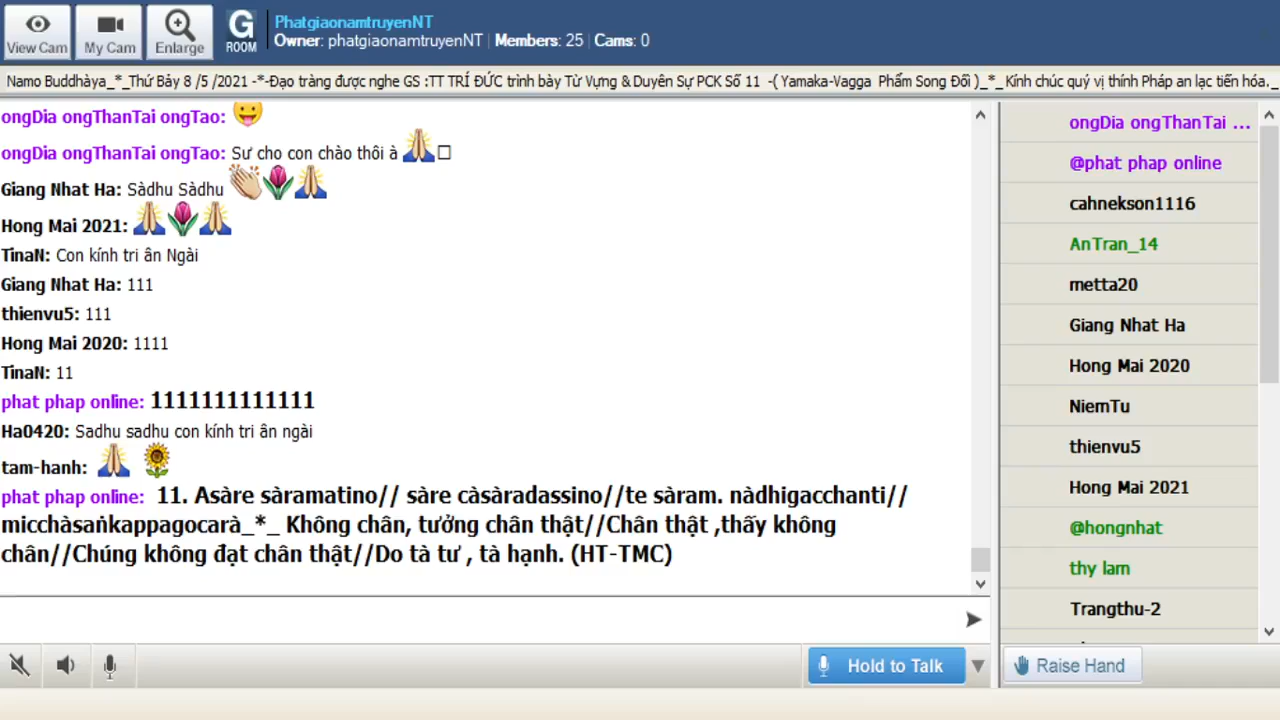 View Cam
My Cam
Enlarge
G
ROOM
PhatgiaonamtruyenNT
Owner: phatgiaonamtruyenNT | Members: 25 | Cams: 0
Namo Buddhàya_*_Thứ Bảy 8 /5 /2021 -*-Đạo tràng được nghe GS :TT TRÍ ĐỨC trình bày Từ Vựng & Duyên Sự PCK Số 11 -( Yamaka-Vagga Phẩm Song Đối )_*_Kính chúc quý vị thính Pháp an lạc tiến hóa._
ongDia ongThanTai ongTao:
ongDia ongThanTai ongTao: Sư cho con chào thôi à
Giang Nhat Ha: Sàdhu Sàdhu
Hong Mai 2021:
TinaN: Con kính tri ân Ngài
Giang Nhat Ha: 111
thienvu5: 111
Hong Mai 2020: 1111
TinaN: 11
phat phap online: 1111111111111
Ha0420: Sadhu sadhu con kính tri ân ngài
tam-hanh:
phat phap online: 11. Asàre sàramatino// sàre càsàradassino//te sàram. nàdhigacchanti//
micchàsaṅkappagocarà_*_ Không chân, tưởng chân thật//Chân thật ,thấy không
chân//Chúng không đạt chân thật//Do tà tư , tà hạnh. (HT-TMC)
ongDia ongThanTai ...
@phat phap online
cahnekson1116
AnTran_14
metta20
Giang Nhat Ha
Hong Mai 2020
NiemTu
thienvu5
Hong Mai 2021
@hongnhat
thy lam
Trangthu-2
Hold to Talk
Raise Hand